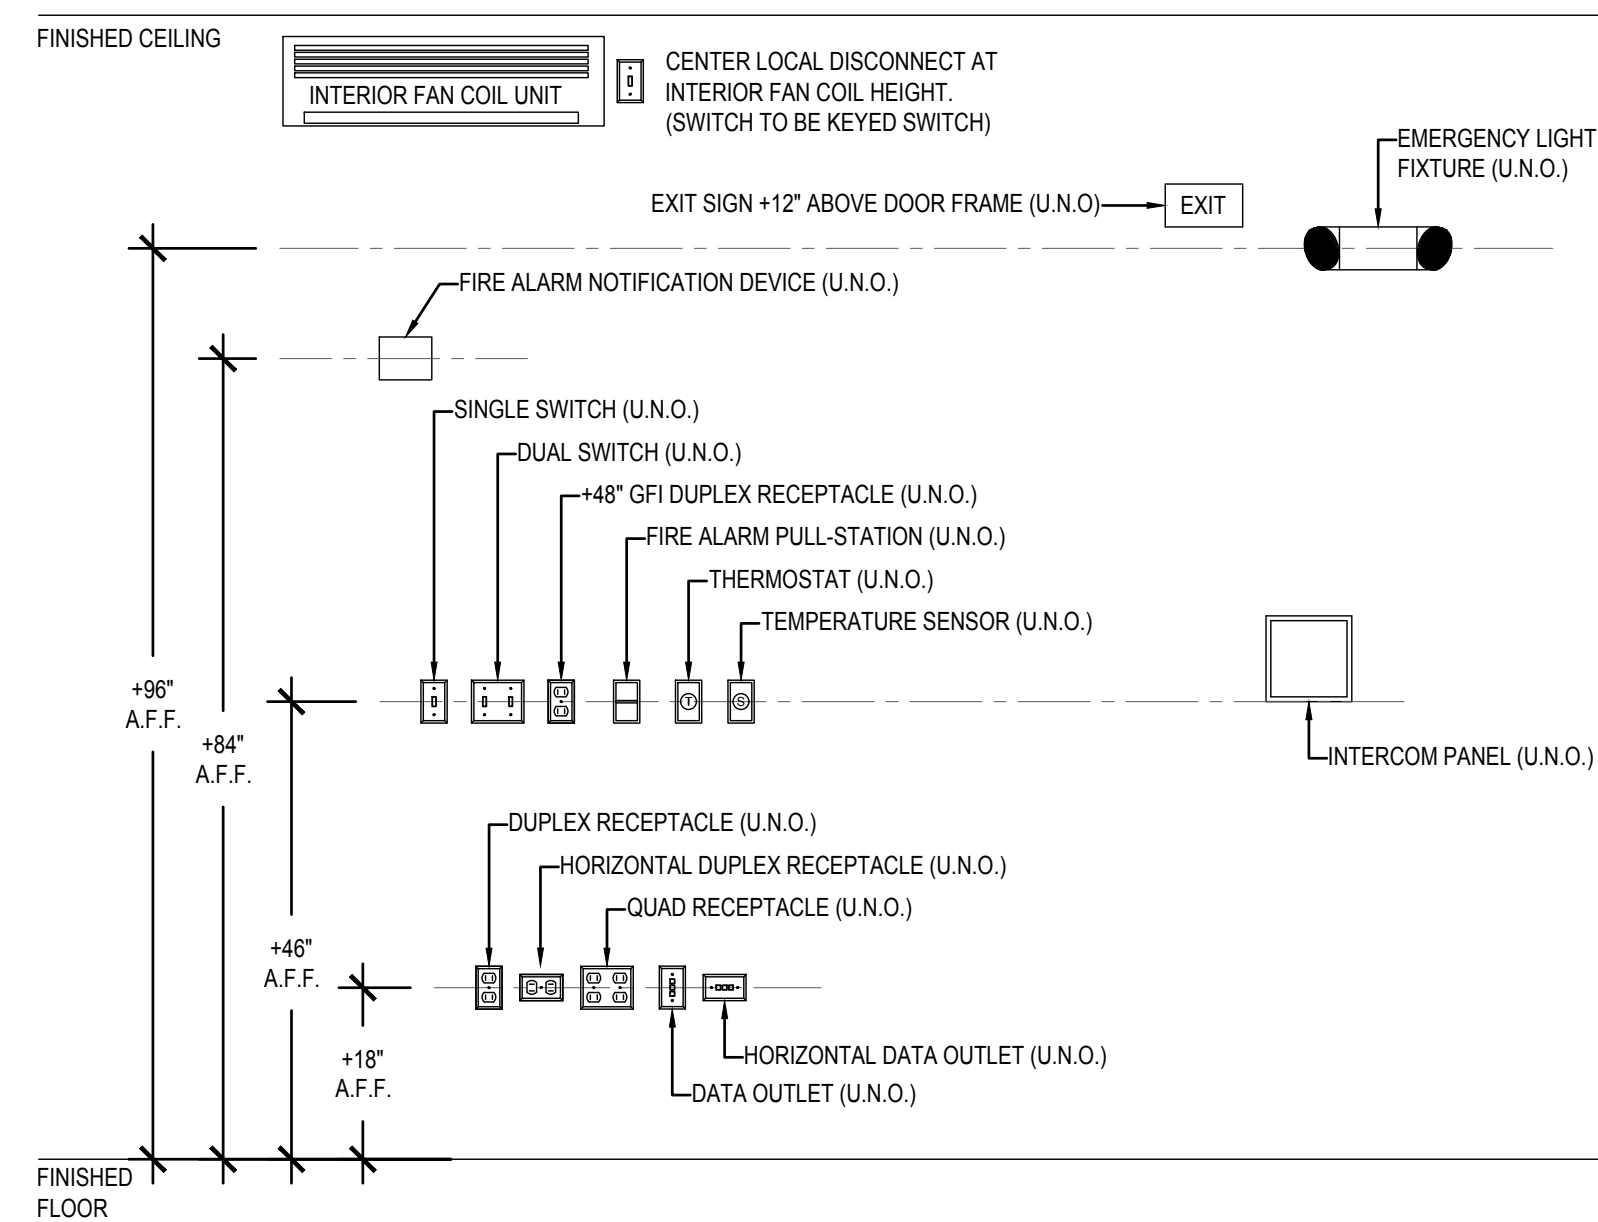 FINISHED CEILING
INTERIOR FAN COIL UNIT
CENTER LOCAL DISCONNECT AT
INTERIOR FAN COIL HEIGHT.
(SWITCH TO BE KEYED SWITCH)
EMERGENCY LIGHT
FIXTURE (U.N.O.)
EXIT SIGN +12" ABOVE DOOR FRAME (U.N.O)
EXIT
FIRE ALARM NOTIFICATION DEVICE (U.N.O.)
SINGLE SWITCH (U.N.O.)
DUAL SWITCH (U.N.O.)
+48" GFI DUPLEX RECEPTACLE (U.N.O.)
FIRE ALARM PULL-STATION (U.N.O.)
THERMOSTAT (U.N.O.)
TEMPERATURE SENSOR (U.N.O.)
T
S
+96"
A.F.F.
+84"
A.F.F.
INTERCOM PANEL (U.N.O.)
DUPLEX RECEPTACLE (U.N.O.)
HORIZONTAL DUPLEX RECEPTACLE (U.N.O.)
QUAD RECEPTACLE (U.N.O.)
+46"
A.F.F.
+18"
A.F.F.
HORIZONTAL DATA OUTLET (U.N.O.)
DATA OUTLET (U.N.O.)
FINISHED
FLOOR